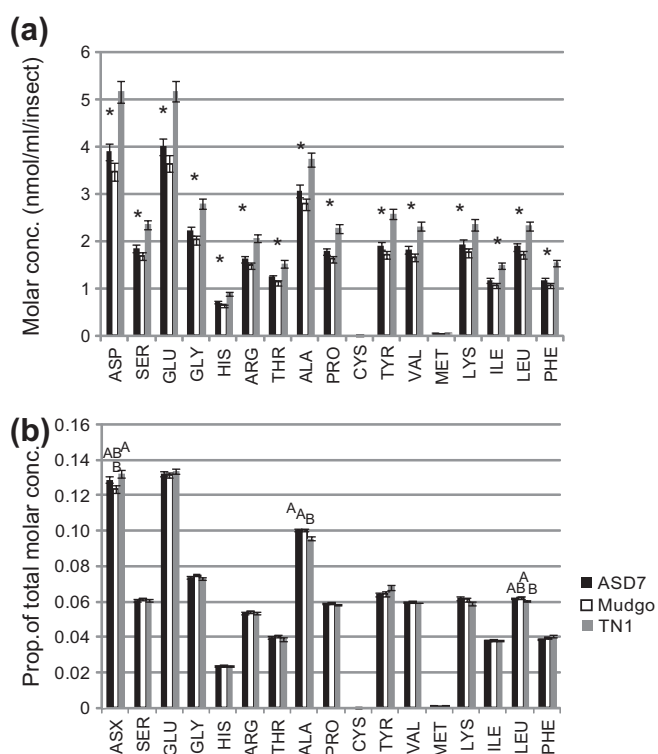 (a)
Molar conc. (nmol/ml/insect)
6
5
4
3
2
1
0
* * * * * * * * * * * * * * *
ASP SER GLU GLY HIS ARG THR ALA PRO CYS TYR VAL MET LYS ILE LEU PHE
(b)
Prop.of total molar conc.
0.16
0.14
0.12
0.10
0.08
0.06
0.04
0.02
0
AB B A
A A B
AB A B
ASX SER GLU GLY HIS ARG THR ALA PRO CYS TYR VAL MET LYS ILE LEU PHE
ASD7
Mudgo
TN1